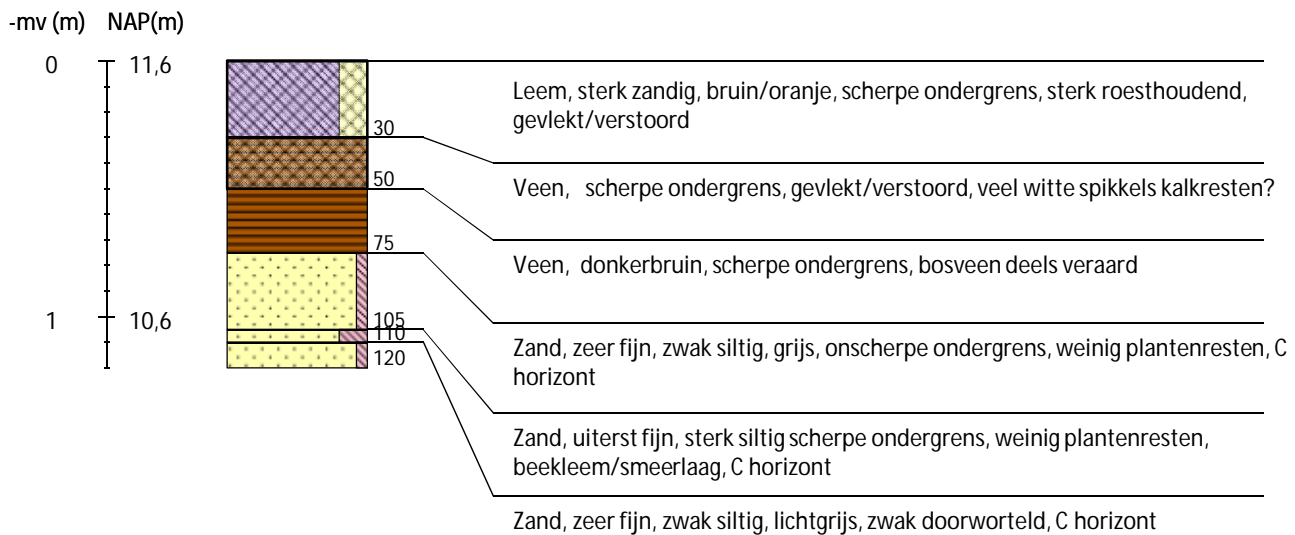 -mv (m) NAP(m)
0 11,6
Leem, sterk zandig, bruin/oranje, scherpe ondergrens, sterk roesthoudend,
gevlekt/verstoord
30
Veen, scherpe ondergrens, gevlekt/verstoord, veel witte spikkels kalkresten?
50
Veen, donkerbruin, scherpe ondergrens, bosveen deels veraard
75
1 10,6
105
110
Zand, zeer fijn, zwak siltig, grijs, onscherpe ondergrens, weinig plantenresten, C
horizont
120
Zand, uiterst fijn, sterk siltig scherpe ondergrens, weinig plantenresten,
beekleem/smeerlaag, C horizont
Zand, zeer fijn, zwak siltig, lichtgrijs, zwak doorworteld, C horizont